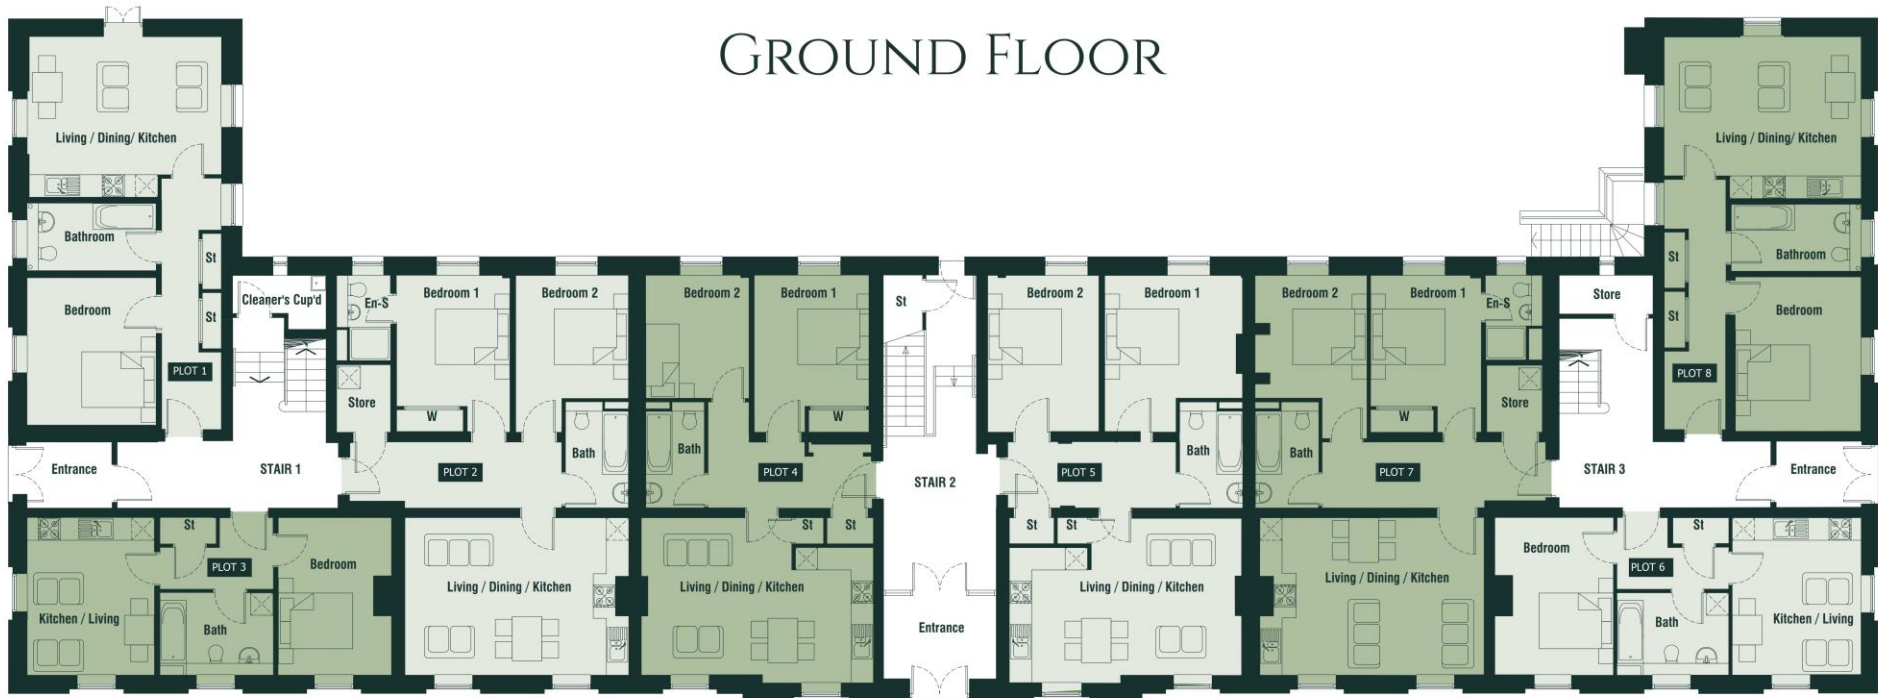 GROUND FLOOR
Living / Dining/ Kitchen
Bathroom
St
Bedroom
St
PLOT 1
Cleaner's Cup'd
Entrance
STAIR 1
En-S
Bedroom 1
Bedroom 2
Store
W
Bath
PLOT 2
Living / Dining / Kitchen
St
PLOT 3
Bedroom
Kitchen / Living
Bath
Bedroom 2
Bedroom 1
W
Bath
PLOT 4
St
St
Living / Dining / Kitchen
St
STAIR 2
Entrance
Bedroom 2
Bedroom 1
PLOT 5
Bath
St
St
Living / Dining / Kitchen
Bedroom 2
Bedroom 1
En-S
W
Store
Bath
PLOT 7
Living / Dining / Kitchen
Store
STAIR 3
Entrance
Bedroom
St
PLOT 6
Bath
Kitchen / Living
Living / Dining/ Kitchen
St
Bathroom
St
Bedroom
PLOT 8